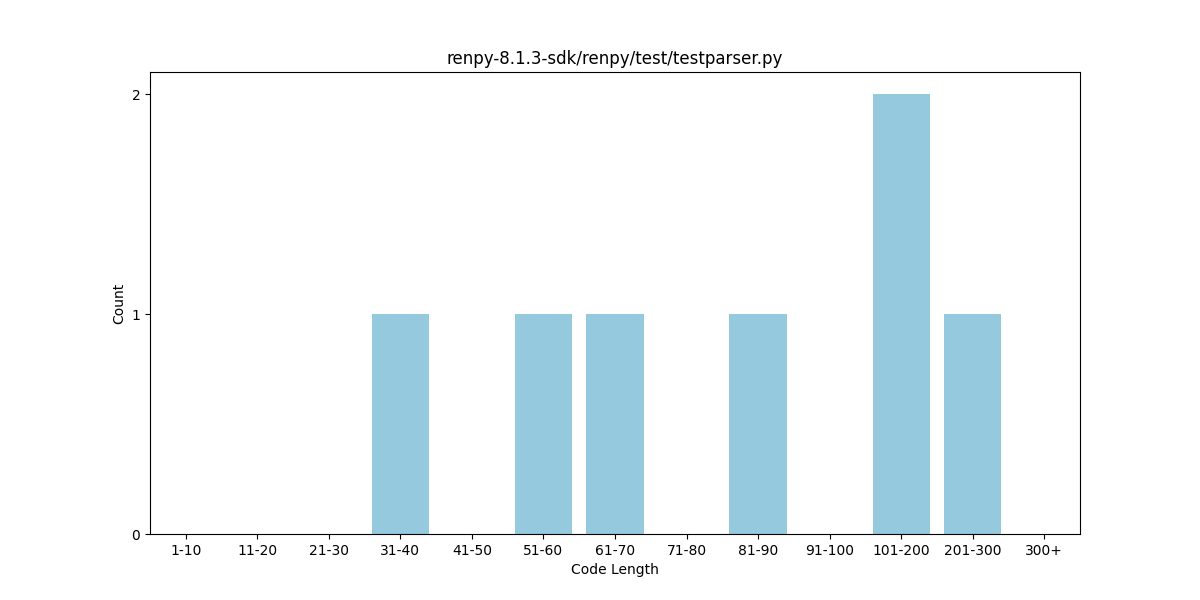 renpy-8.1.3-sdk/renpy/test/testparser.py
2
1
0
Count
1-10 11-20 21-30 31-40 41-50 51-60 61-70 71-80 81-90 91-100 101-200 201-300 300+
Code Length